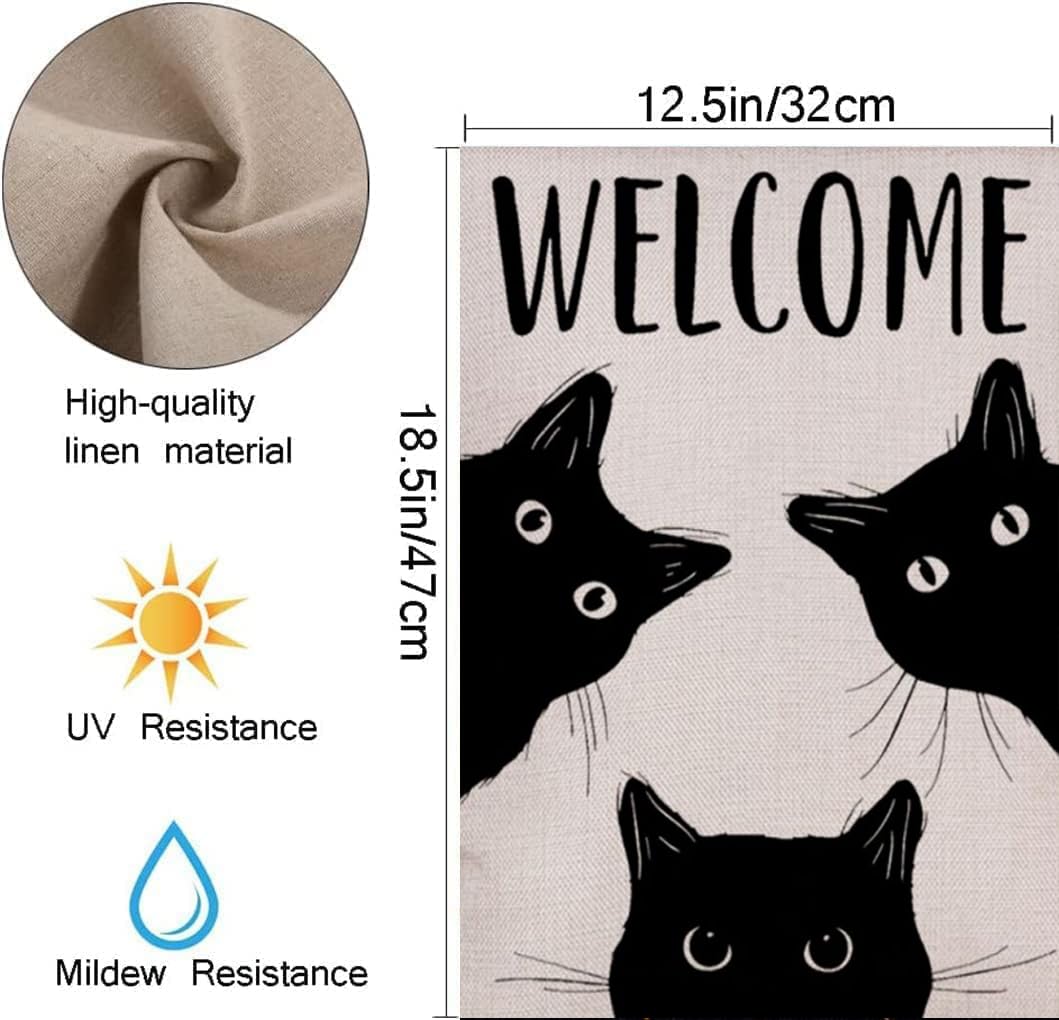 12.5in/32cm
WELCOME
18.5in/47cm
High-quality
linen material
UV Resistance
Mildew Resistance